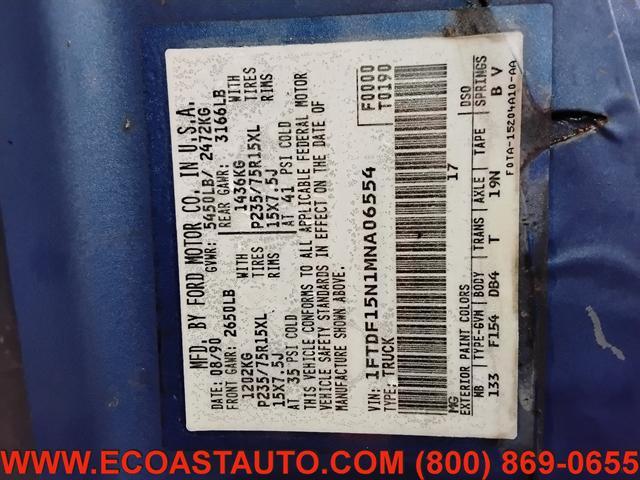 MFD. BY FORD MOTOR CO. IN U.S.A.
DATE: 08/90 GVWR: 5450LB/ 2472KG
FRONT GAWR: 2650LB REAR GAWR: 3166LB
1202KG WITH 1436KG WITH
P235/75R15XL TIRES P235/75R15XL TIRES
15X7.5J RIMS 15X7.5J RIMS
AT 35 PSI COLD AT 41 PSI COLD
THIS VEHICLE CONFORMS TO ALL APPLICABLE FEDERAL MOTOR
VEHICLE SAFETY STANDARDS IN EFFECT ON THE DATE OF
MANUFACTURE SHOWN ABOVE.
VIN: 1FTDF15N1MNA06554 F0000
TYPE: TRUCK T0190
MG 17
EXTERIOR PAINT COLORS DSO
WB TYPE-GVW BODY TRANS AXLE TAPE SPRINGS
133 F154 DB4 T 19N B V
FOTA-15204A10-AA
WWW.ECOASTAUTO.COM (800) 869-0655